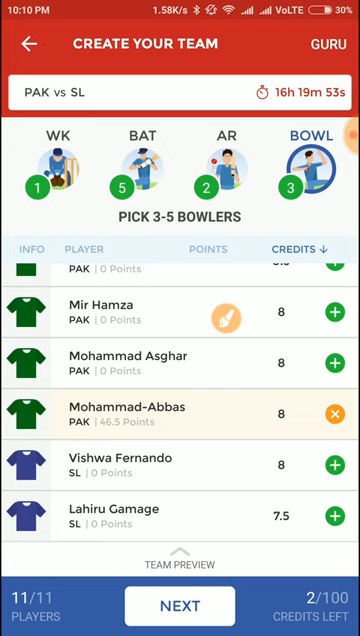 10:10 PM 1.58K/s VoLTE 30%
CREATE YOUR TEAM GURU
PAK vs SL 16h 19m 53s
WK BAT AR BOWL
1 5 2 3
PICK 3-5 BOWLERS
INFO PLAYER POINTS CREDITS ↓
PAK | 0 Points
Mir Hamza 8
PAK | 0 Points
Mohammad Asghar 8
PAK | 0 Points
Mohammad-Abbas 8
PAK | 46.5 Points
Vishwa Fernando 8
SL | 0 Points
Lahiru Gamage 7.5
SL | 0 Points
TEAM PREVIEW
11/11 NEXT 2/100
PLAYERS CREDITS LEFT